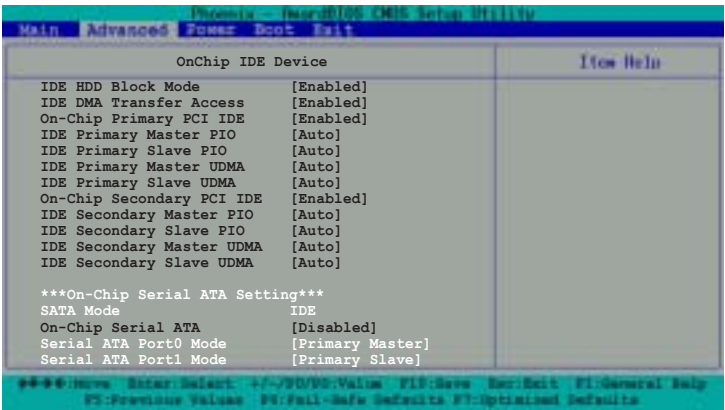 Phoenix - AwardBIOS CMOS Setup Utility
Main Advanced Power Boot Exit
OnChip IDE Device
Item Help
IDE HDD Block Mode [Enabled]
IDE DMA Transfer Access [Enabled]
On-Chip Primary PCI IDE [Enabled]
IDE Primary Master PIO [Auto]
IDE Primary Slave PIO [Auto]
IDE Primary Master UDMA [Auto]
IDE Primary Slave UDMA [Auto]
On-Chip Secondary PCI IDE [Enabled]
IDE Secondary Master PIO [Auto]
IDE Secondary Slave PIO [Auto]
IDE Secondary Master UDMA [Auto]
IDE Secondary Slave UDMA [Auto]
***On-Chip Serial ATA Setting***
SATA Mode IDE
On-Chip Serial ATA [Disabled]
Serial ATA Port0 Mode [Primary Master]
Serial ATA Port1 Mode [Primary Slave]
:Move Enter:Select +/-/PU/PD:Value F10:Save Esc:Exit F1:General Help
F5:Previous Values F6:Fail-Safe Defaults F7:Optimized Defaults